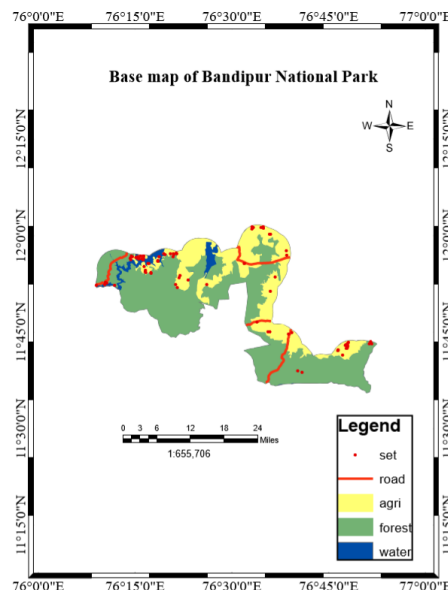 76°0'0"E 76°15'0"E 76°30'0"E 76°45'0"E 77°0'0"E
Base map of Bandipur National Park
N
W E
S
12°15'0"N 12°15'0"N
12°0'0"N 12°0'0"N
11°45'0"N 11°45'0"N
11°30'0"N 11°30'0"N
11°15'0"N 11°15'0"N
0 3 6 12 18 24
Miles
1:655,706
Legend
set
road
agri
forest
water
76°0'0"E 76°15'0"E 76°30'0"E 76°45'0"E 77°0'0"E